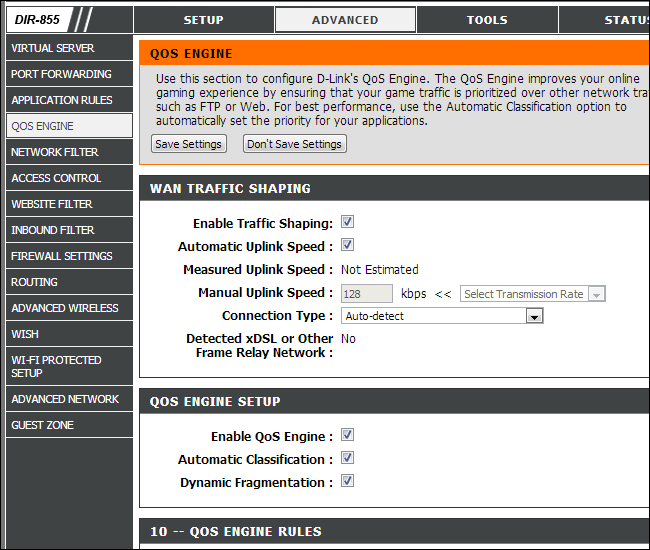 DIR-855
SETUP
ADVANCED
TOOLS
STATUS
VIRTUAL SERVER
PORT FORWARDING
APPLICATION RULES
QOS ENGINE
NETWORK FILTER
ACCESS CONTROL
WEBSITE FILTER
INBOUND FILTER
FIREWALL SETTINGS
ROUTING
ADVANCED WIRELESS
WISH
WI-FI PROTECTED
SETUP
ADVANCED NETWORK
GUEST ZONE
QOS ENGINE
Use this section to configure D-Link's QoS Engine. The QoS Engine improves your online
gaming experience by ensuring that your game traffic is prioritized over other network tra
such as FTP or Web. For best performance, use the Automatic Classification option to
automatically set the priority for your applications.
Save Settings Don't Save Settings
WAN TRAFFIC SHAPING
Enable Traffic Shaping:
Automatic Uplink Speed :
Measured Uplink Speed : Not Estimated
Manual Uplink Speed : 128 kbps << Select Transmission Rate
Connection Type : Auto-detect
Detected xDSL or Other No
Frame Relay Network :
QOS ENGINE SETUP
Enable QoS Engine :
Automatic Classification :
Dynamic Fragmentation :
10 -- QOS ENGINE RULES